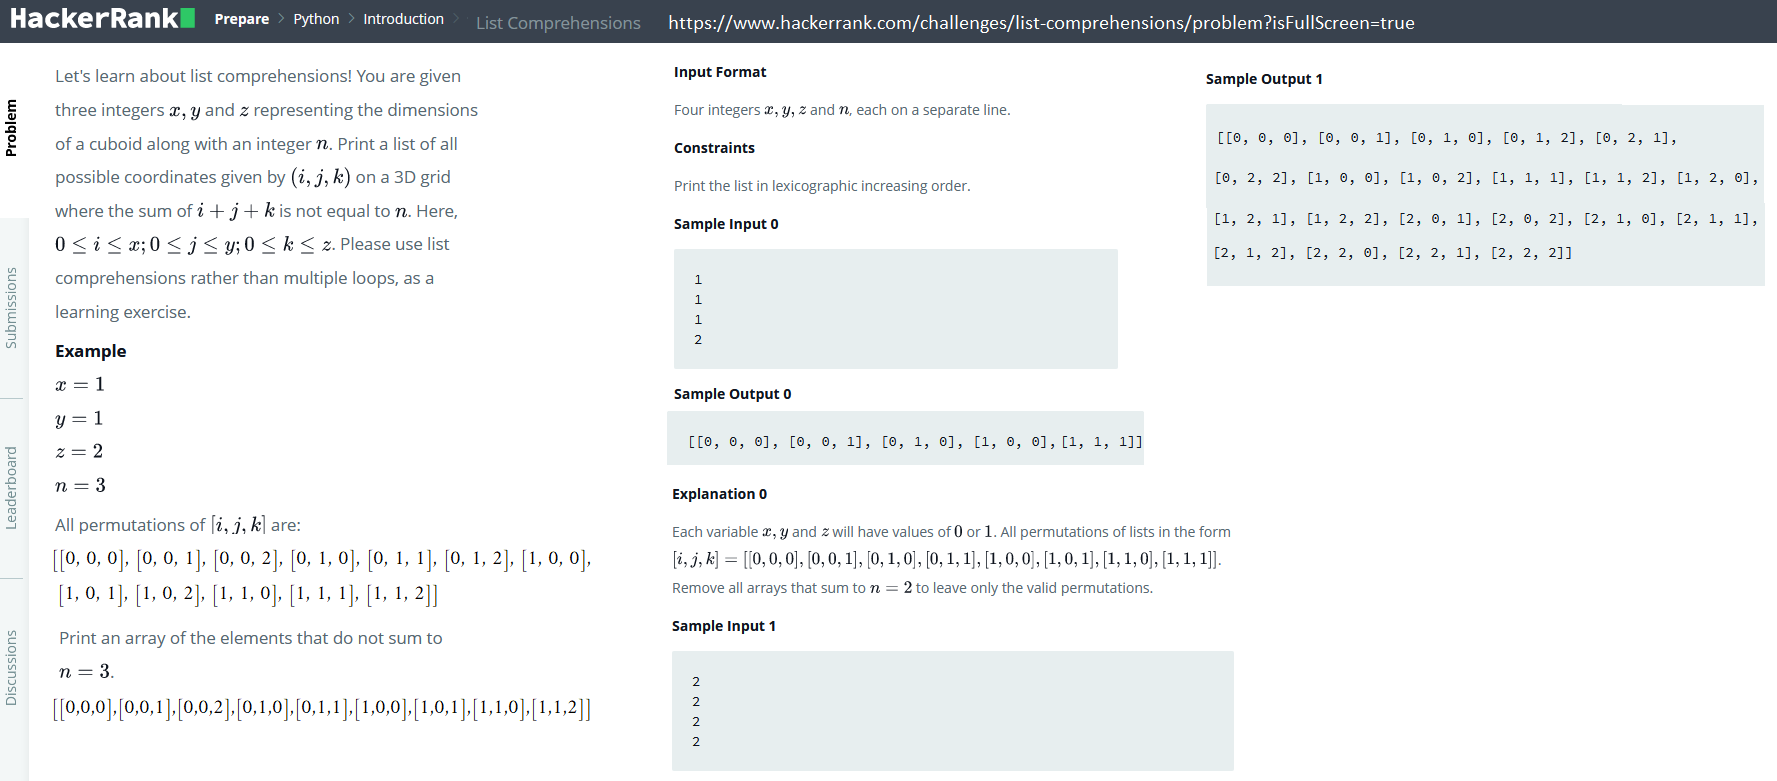 HackerRank Prepare > Python > Introduction > List Comprehensions https://www.hackerrank.com/challenges/list-comprehensions/problem?isFullScreen=true
Problem
Submissions
Leaderboard
Discussions
Let's learn about list comprehensions! You are given
three integers x, y and z representing the dimensions
of a cuboid along with an integer n. Print a list of all
possible coordinates given by (i, j, k) on a 3D grid
where the sum of i + j + k is not equal to n. Here,
0 ≤ i ≤ x; 0 ≤ j ≤ y; 0 ≤ k ≤ z. Please use list
comprehensions rather than multiple loops, as a
learning exercise.
Example
x = 1
y = 1
z = 2
n = 3
All permutations of [i, j, k] are:
[[0, 0, 0], [0, 0, 1], [0, 0, 2], [0, 1, 0], [0, 1, 1], [0, 1, 2], [1, 0, 0],
[1, 0, 1], [1, 0, 2], [1, 1, 0], [1, 1, 1], [1, 1, 2]]
Print an array of the elements that do not sum to
n = 3.
[[0,0,0],[0,0,1],[0,0,2],[0,1,0],[0,1,1],[1,0,0],[1,0,1],[1,1,0],[1,1,2]]
Input Format
Four integers x, y, z and n, each on a separate line.
Constraints
Print the list in lexicographic increasing order.
Sample Input 0
1
1
1
2
Sample Output 0
[[0, 0, 0], [0, 0, 1], [0, 1, 0], [1, 0, 0], [1, 1, 1]]
Explanation 0
Each variable x, y and z will have values of 0 or 1. All permutations of lists in the form
[i, j, k] = [[0, 0, 0], [0, 0, 1], [0, 1, 0], [0, 1, 1], [1, 0, 0], [1, 0, 1], [1, 1, 0], [1, 1, 1]].
Remove all arrays that sum to n = 2 to leave only the valid permutations.
Sample Input 1
2
2
2
2
Sample Output 1
[[0, 0, 0], [0, 0, 1], [0, 1, 0], [0, 1, 2], [0, 2, 1],
[0, 2, 2], [1, 0, 0], [1, 0, 2], [1, 1, 1], [1, 1, 2], [1, 2, 0],
[1, 2, 1], [1, 2, 2], [2, 0, 1], [2, 0, 2], [2, 1, 0], [2, 1, 1],
[2, 1, 2], [2, 2, 0], [2, 2, 1], [2, 2, 2]]